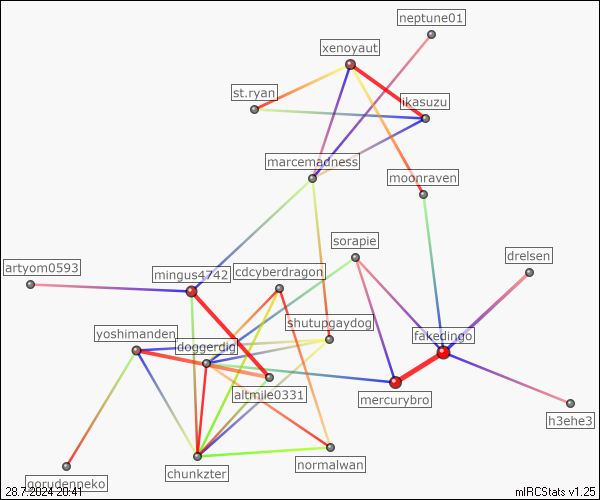 neptune01
xenoyaut
st.ryan
ikasuzu
marcemadness
moonraven
sorapie
drelsen
artyom0593
mingus4742
cdcyberdragon
shutupgaydog
fakedingo
yoshimanden
doggerdig
altmile0331
mercurybro
h3ehe3
normalwan
chunkzter
gorudenneko
28.7.2024 20:41
mIRCStats v1.25